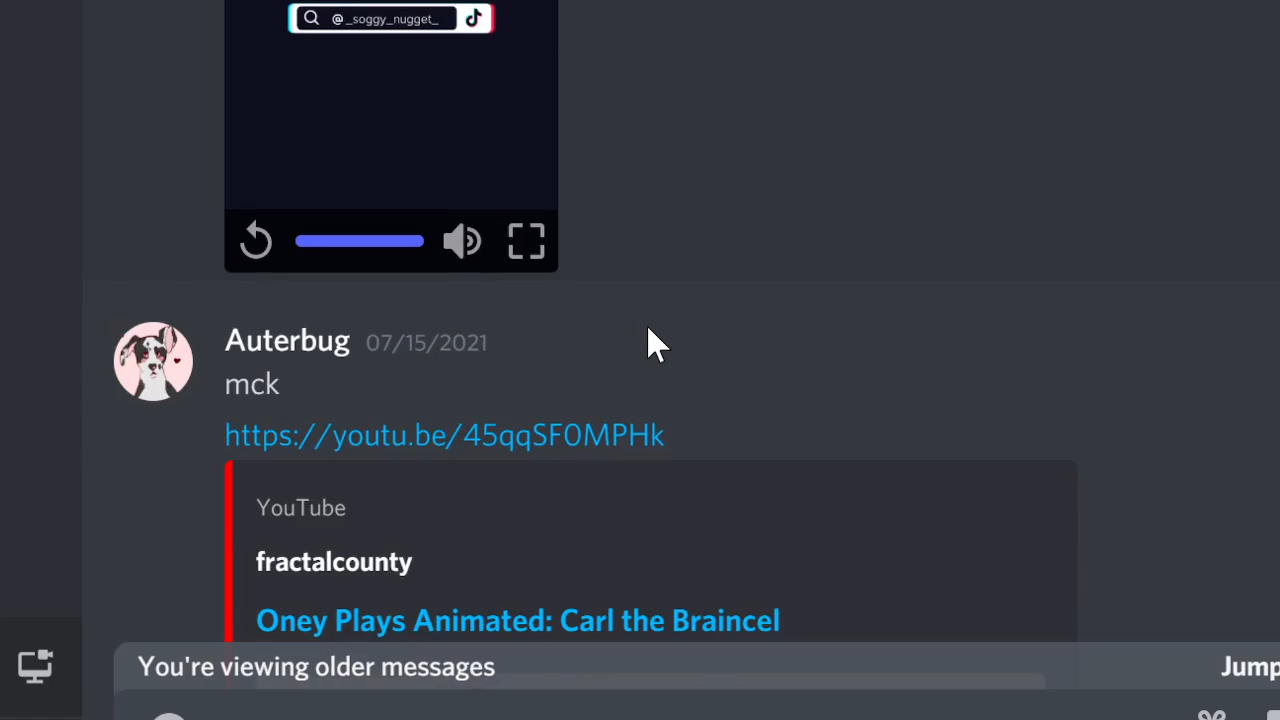 @ _soggy_nugget_
Auterbug 07/15/2021
mck
https://youtu.be/45qqSF0MPHk
YouTube
fractalcounty
Oney Plays Animated: Carl the Braincel
You're viewing older messages Jump